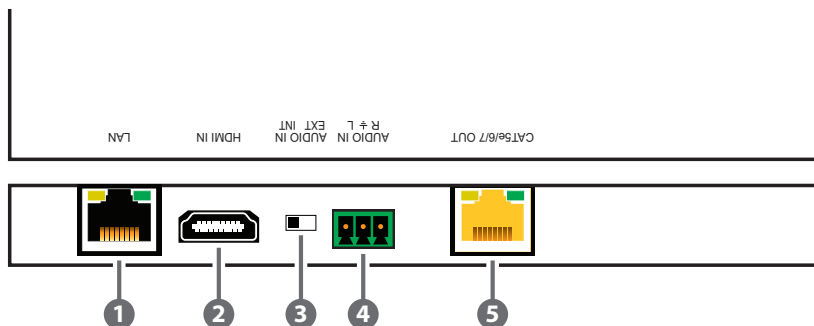 LAN
HDMI IN
AUDIO IN
EXT INT
AUDIO IN
R ÷ L
CAT5e/6/7 OUT
1
2
3
4
5